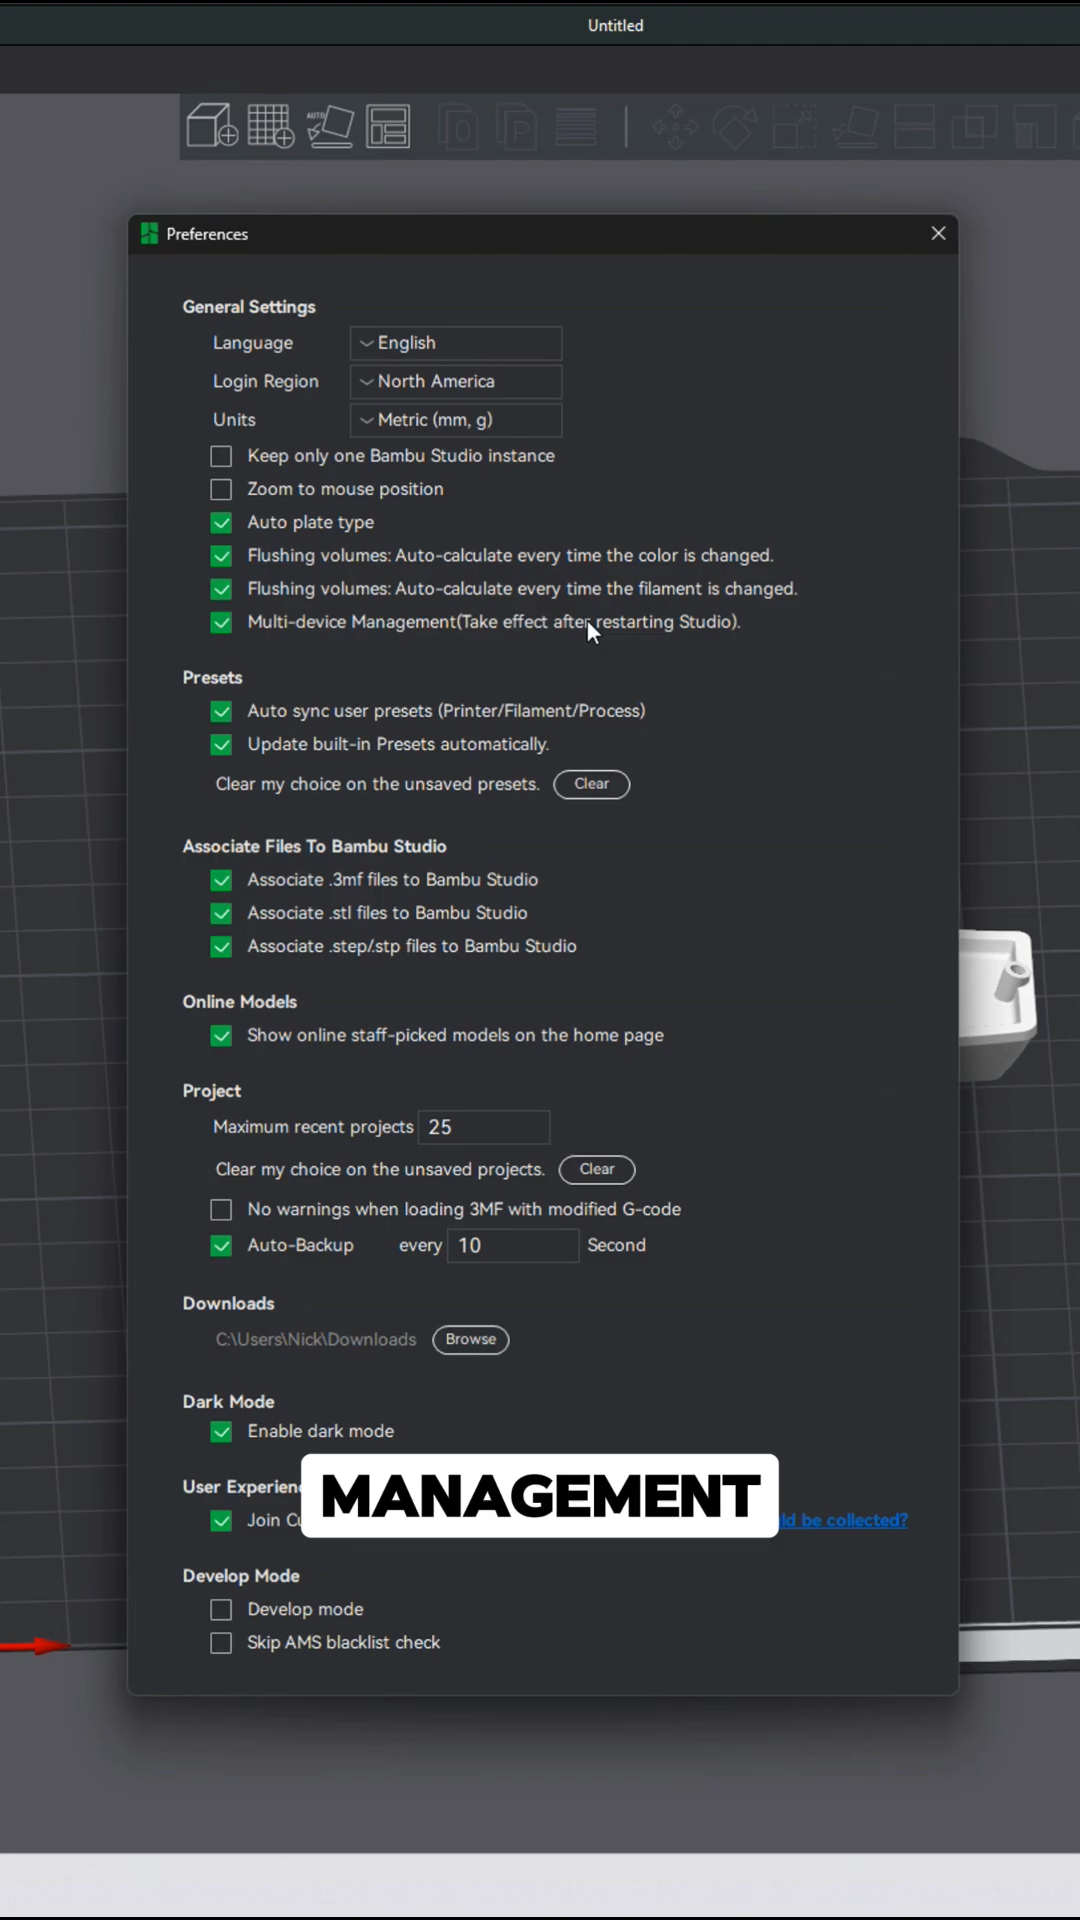 Untitled
AUTO
Preferences
General Settings
Language English
Login Region North America
Units Metric (mm, g)
Keep only one Bambu Studio instance
Zoom to mouse position
Auto plate type
Flushing volumes: Auto-calculate every time the color is changed.
Flushing volumes: Auto-calculate every time the filament is changed.
Multi-device Management(Take effect after restarting Studio).
Presets
Auto sync user presets (Printer/Filament/Process)
Update built-in Presets automatically.
Clear my choice on the unsaved presets. Clear
Associate Files To Bambu Studio
Associate .3mf files to Bambu Studio
Associate .stl files to Bambu Studio
Associate .step/.stp files to Bambu Studio
Online Models
Show online staff-picked models on the home page
Project
Maximum recent projects 25
Clear my choice on the unsaved projects. Clear
No warnings when loading 3MF with modified G-code
Auto-Backup every 10 Second
Downloads
C:\Users\Nick\Downloads Browse
Dark Mode
Enable dark mode
User
MANAGEMENT
Join be collected?
Develop Mode
Develop mode
Skip AMS blacklist check